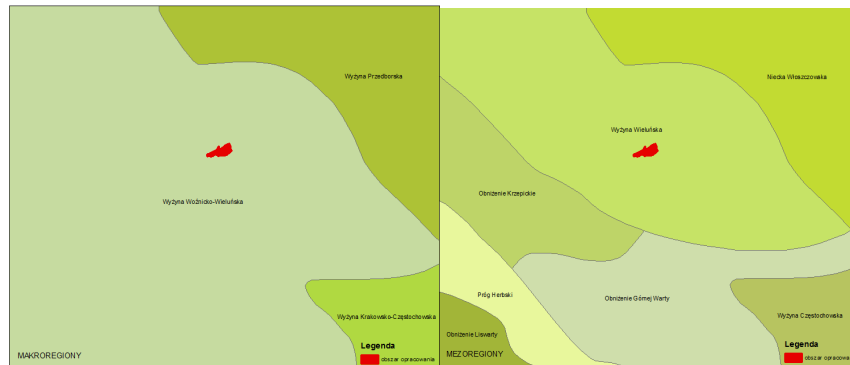 Wyżyna Przedborska
Wyżyna Woźnicko-Wieluńska
Wyżyna Krakowsko-Częstochowska
Legenda
obszar opracowania
MAKROREGIONY
Niecka Włoszczowska
Wyżyna Wieluńska
Obniżenie Krzepickie
Próg Herbski
Obniżenie Górnej Warty
Wyżyna Częstochowska
Obniżenie Liswarty
Legenda
obszar opracowa
MEZOREGIONY